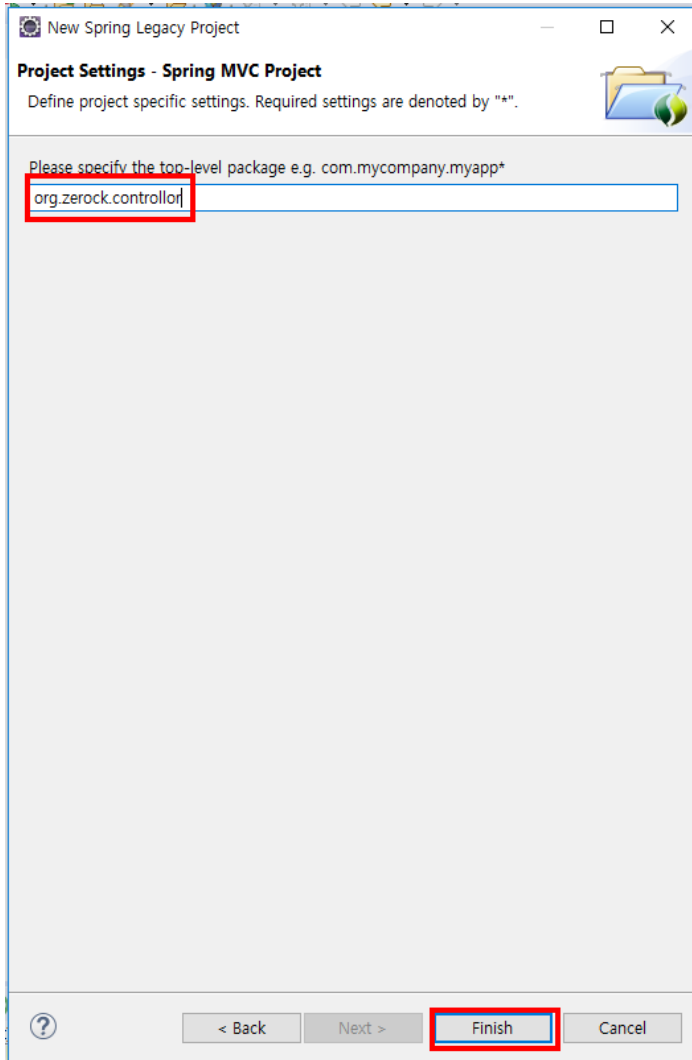 New Spring Legacy Project
Project Settings - Spring MVC Project
Define project specific settings. Required settings are denoted by "*".
Please specify the top-level package e.g. com.mycompany.myapp*
org.zerock.controllor
?
< Back Next > Finish Cancel